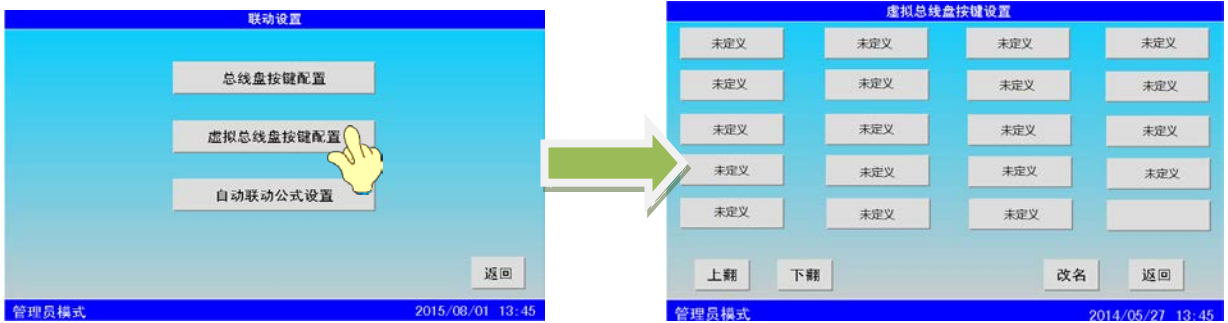 联动设置
总线盘按键配置
虚拟总线盘按键配置
自动联动公式设置
返回
管理员模式 2015/08/01 13:45
虚拟总线盘按键设置
未定义 未定义 未定义 未定义
未定义 未定义 未定义 未定义
未定义 未定义 未定义 未定义
未定义 未定义 未定义 未定义
未定义 未定义 未定义
上翻 下翻 改名 返回
管理员模式 2014/05/27 13:45